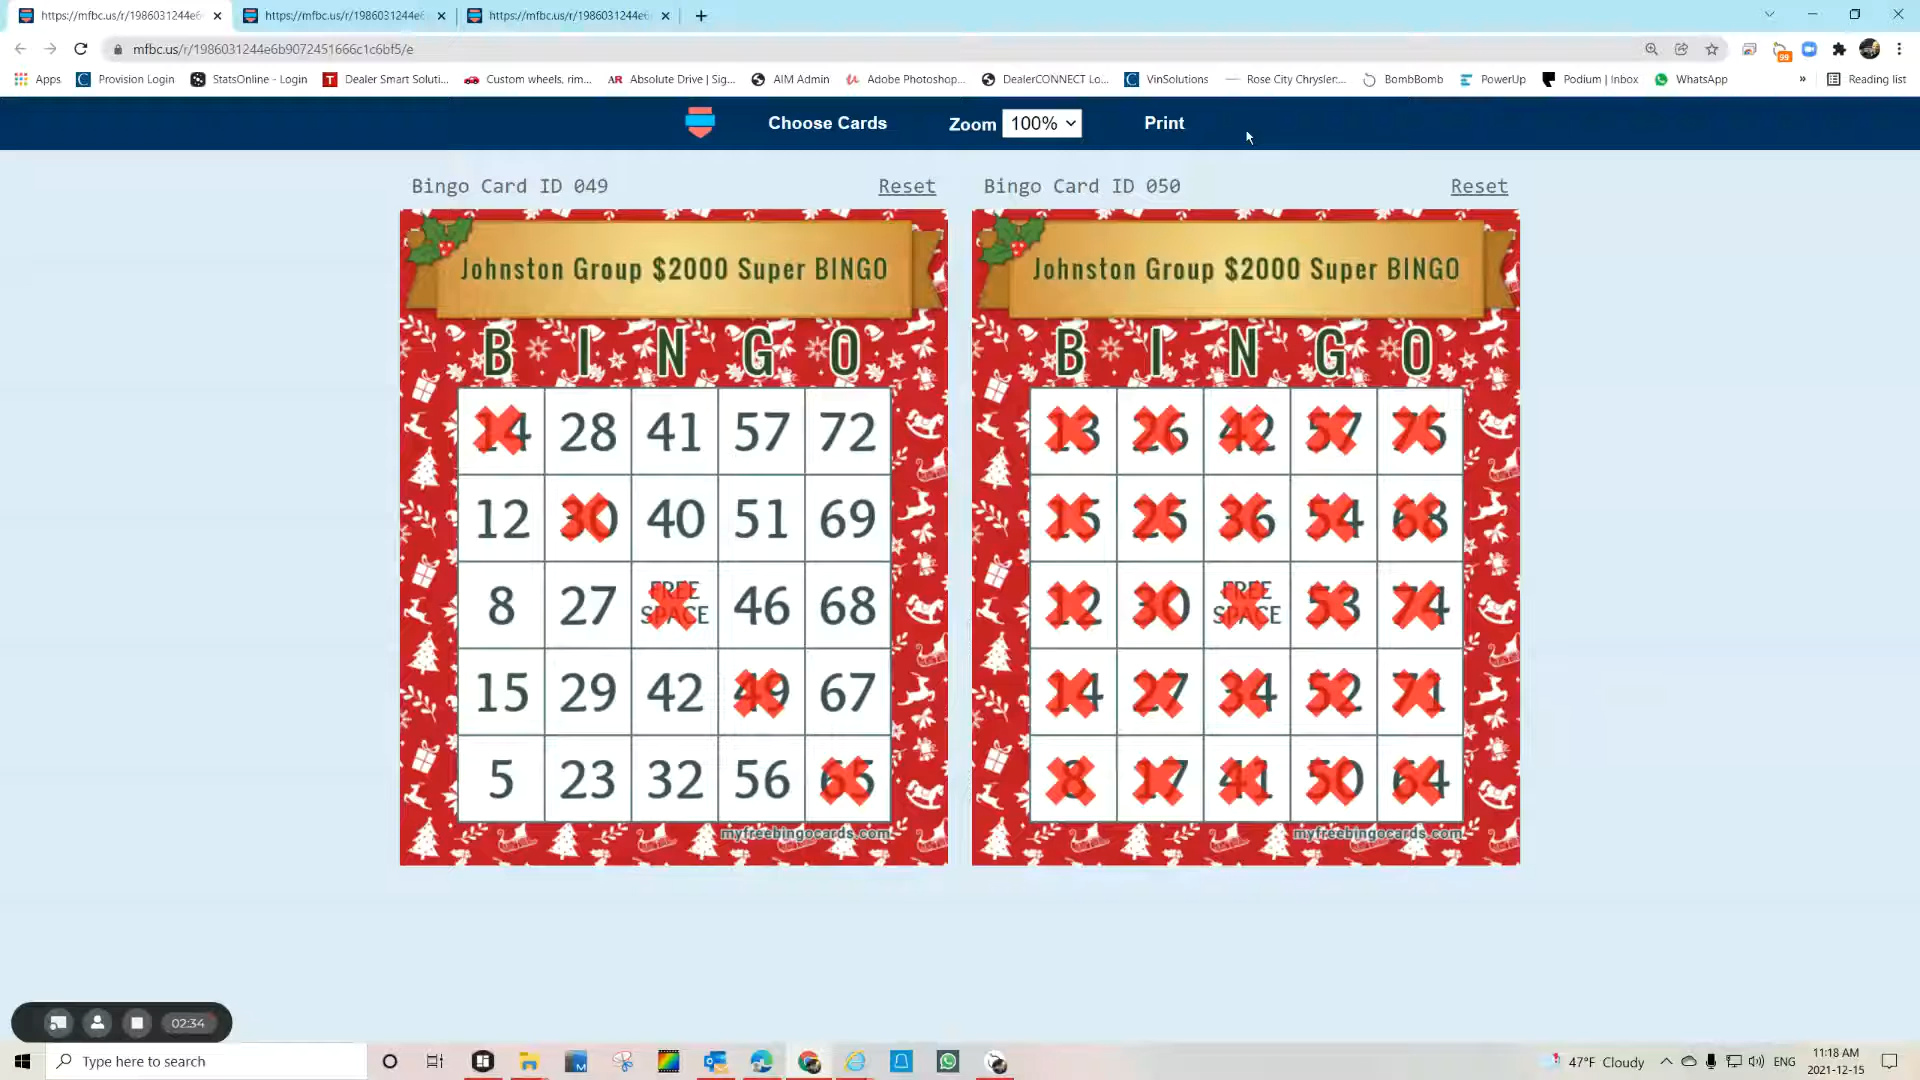 https://mfbc.us/r/1986031244e6
https://mfbc.us/r/1986031244e6
https://mfbc.us/r/1986031244e6
mfbc.us/r/1986031244e6b9072451666c1c6bf5/e
99
Apps
Provision Login
StatsOnline - Login
Dealer Smart Soluti...
Custom wheels, rim...
AR Absolute Drive | Sig...
AIM Admin
Adobe Photoshop...
DealerCONNECT Lo...
VinSolutions
Rose City Chrysler:...
BombBomb
PowerUp
Podium | Inbox
WhatsApp
»
Reading list
Choose Cards
Zoom 100%
Print
Bingo Card ID 049
Reset
Johnston Group $2000 Super BINGO
B I N G O
14 28 41 57 72
12 30 40 51 69
8 27 FREE SPACE 46 68
15 29 42 49 67
5 23 32 56 65
myfreebingocards.com
Bingo Card ID 050
Reset
Johnston Group $2000 Super BINGO
B I N G O
13 26 42 57 75
15 25 36 54 68
12 30 FREE SPACE 53 74
14 27 34 52 71
8 17 41 50 64
myfreebingocards.com
02:34
Type here to search
47°F Cloudy
ENG
11:18 AM
2021-12-15